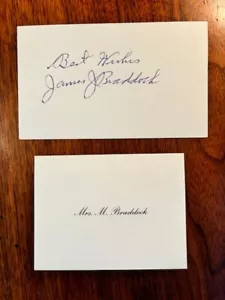 Best Wishes
James J Braddock
Mrs. M. Braddock